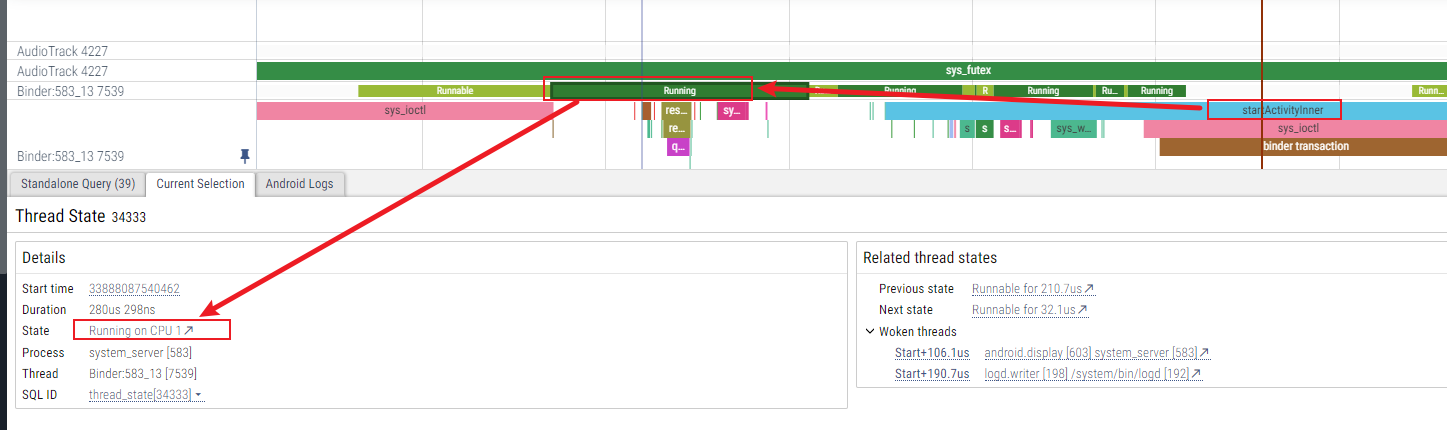 AudioTrack 4227
AudioTrack 4227 sys_futex
Binder:583_13 7539 Runnable Running Running R Running Ru... Running Runn...
sys_ioctl res... sy... startActivityInner
re... s s s... sys_w... sys_ioctl
Binder:583_13 7539 q... binder transaction
Standalone Query (39) Current Selection Android Logs
Thread State 34333
Details
Start time 33888087540462
Duration 280us 298ns
State Running on CPU 1
Process system_server [583]
Thread Binder:583_13 [7539]
SQL ID thread_state[34333]
Related thread states
Previous state Runnable for 210.7us
Next state Runnable for 32.1us
Woken threads
Start+106.1us android.display [603] system_server [583]
Start+190.7us logd.writer [198] /system/bin/logd [192]